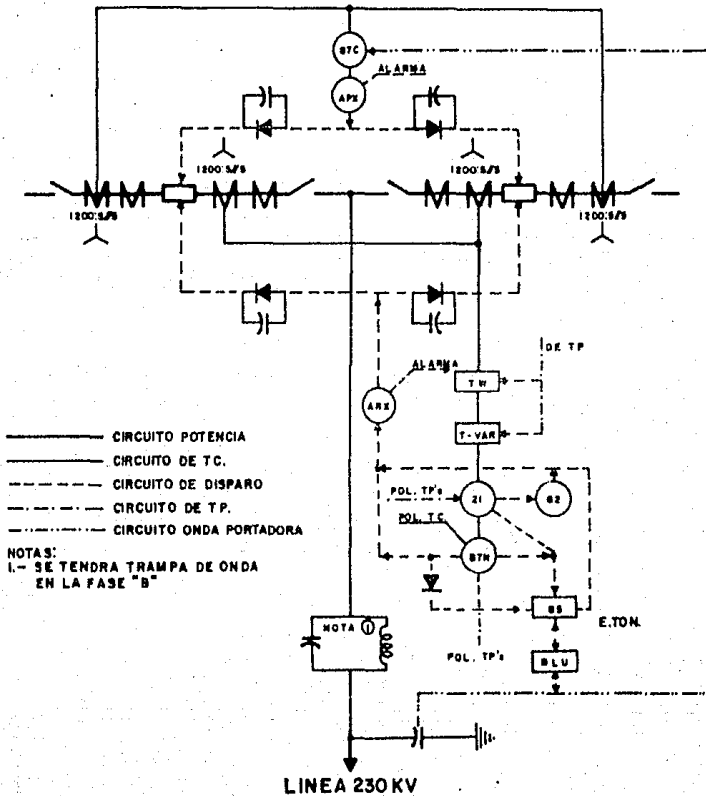 87C
ALARMA
APX
1200:5//5
1200:5//5
1200:5//5
1200:5//5
DE TP
ALARMA
TW
ARX
T-VAR
CIRCUITO POTENCIA
CIRCUITO DE TC.
CIRCUITO DE DISPARO
CIRCUITO DE TP.
CIRCUITO ONDA PORTADORA
NOTAS:
1.- SE TENDRA TRAMPA DE ONDA
EN LA FASE "B"
POL. TP's
21
62
POL. TC.
67N
85
E.TON.
NOTA 1
POL. TP's
BLU
LINEA 230 KV